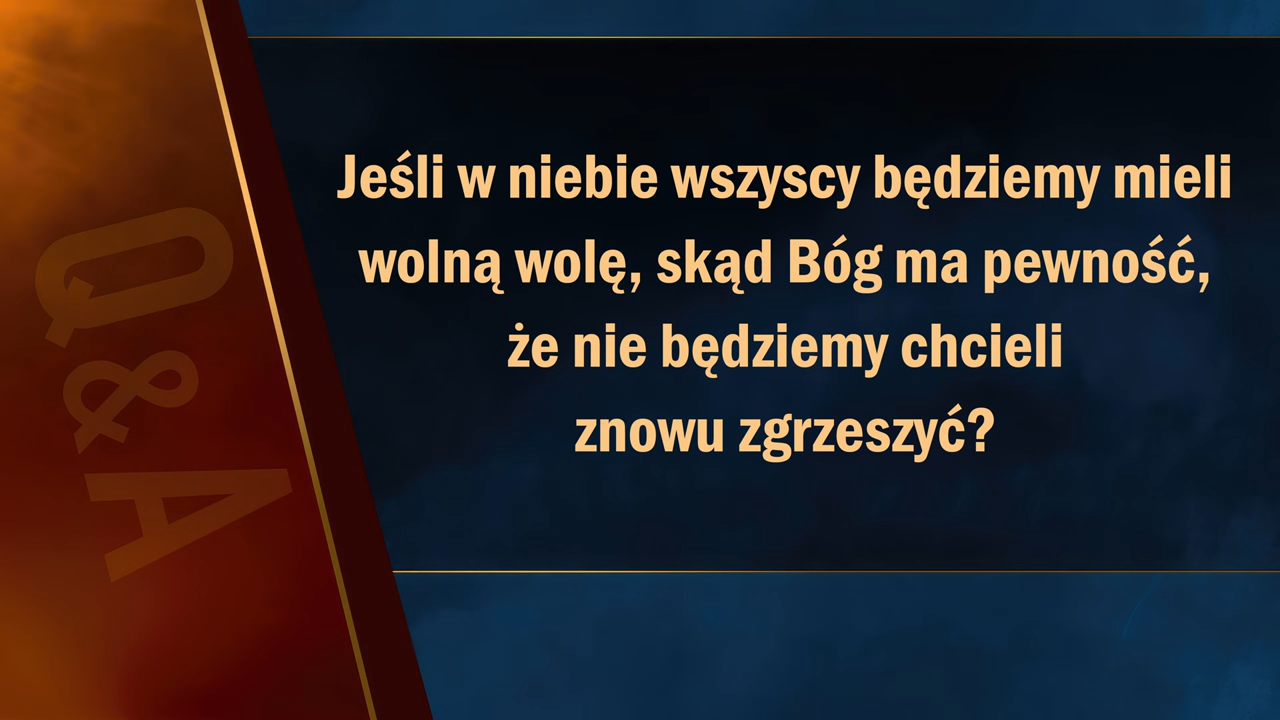 Q&A
Jeśli w niebie wszyscy będziemy mieli
wolną wolę, skąd Bóg ma pewność,
że nie będziemy chcieli
znowu zgrzeszyć?